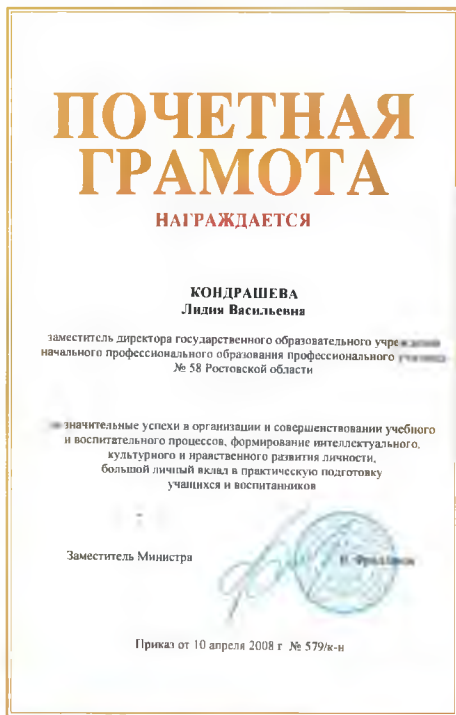 ПОЧЕТНАЯ
ГРАМОТА
НАГРАЖДАЕТСЯ
КОНДРАШЕВА
Лидия Васильевна
заместитель директора государственного образовательного
начального профессионального образования профессионального
№ 58 Ростовской области
значительные успехи в организации и совершенствовании учебного
и воспитательного процессов, формирование интеллектуального,
культурного и нравственного развития личности,
большой личный вклад в практическую подготовку
учащихся и воспитанников
Заместитель Министра
Приказ от 10 апреля 2008 г № 579/к-н